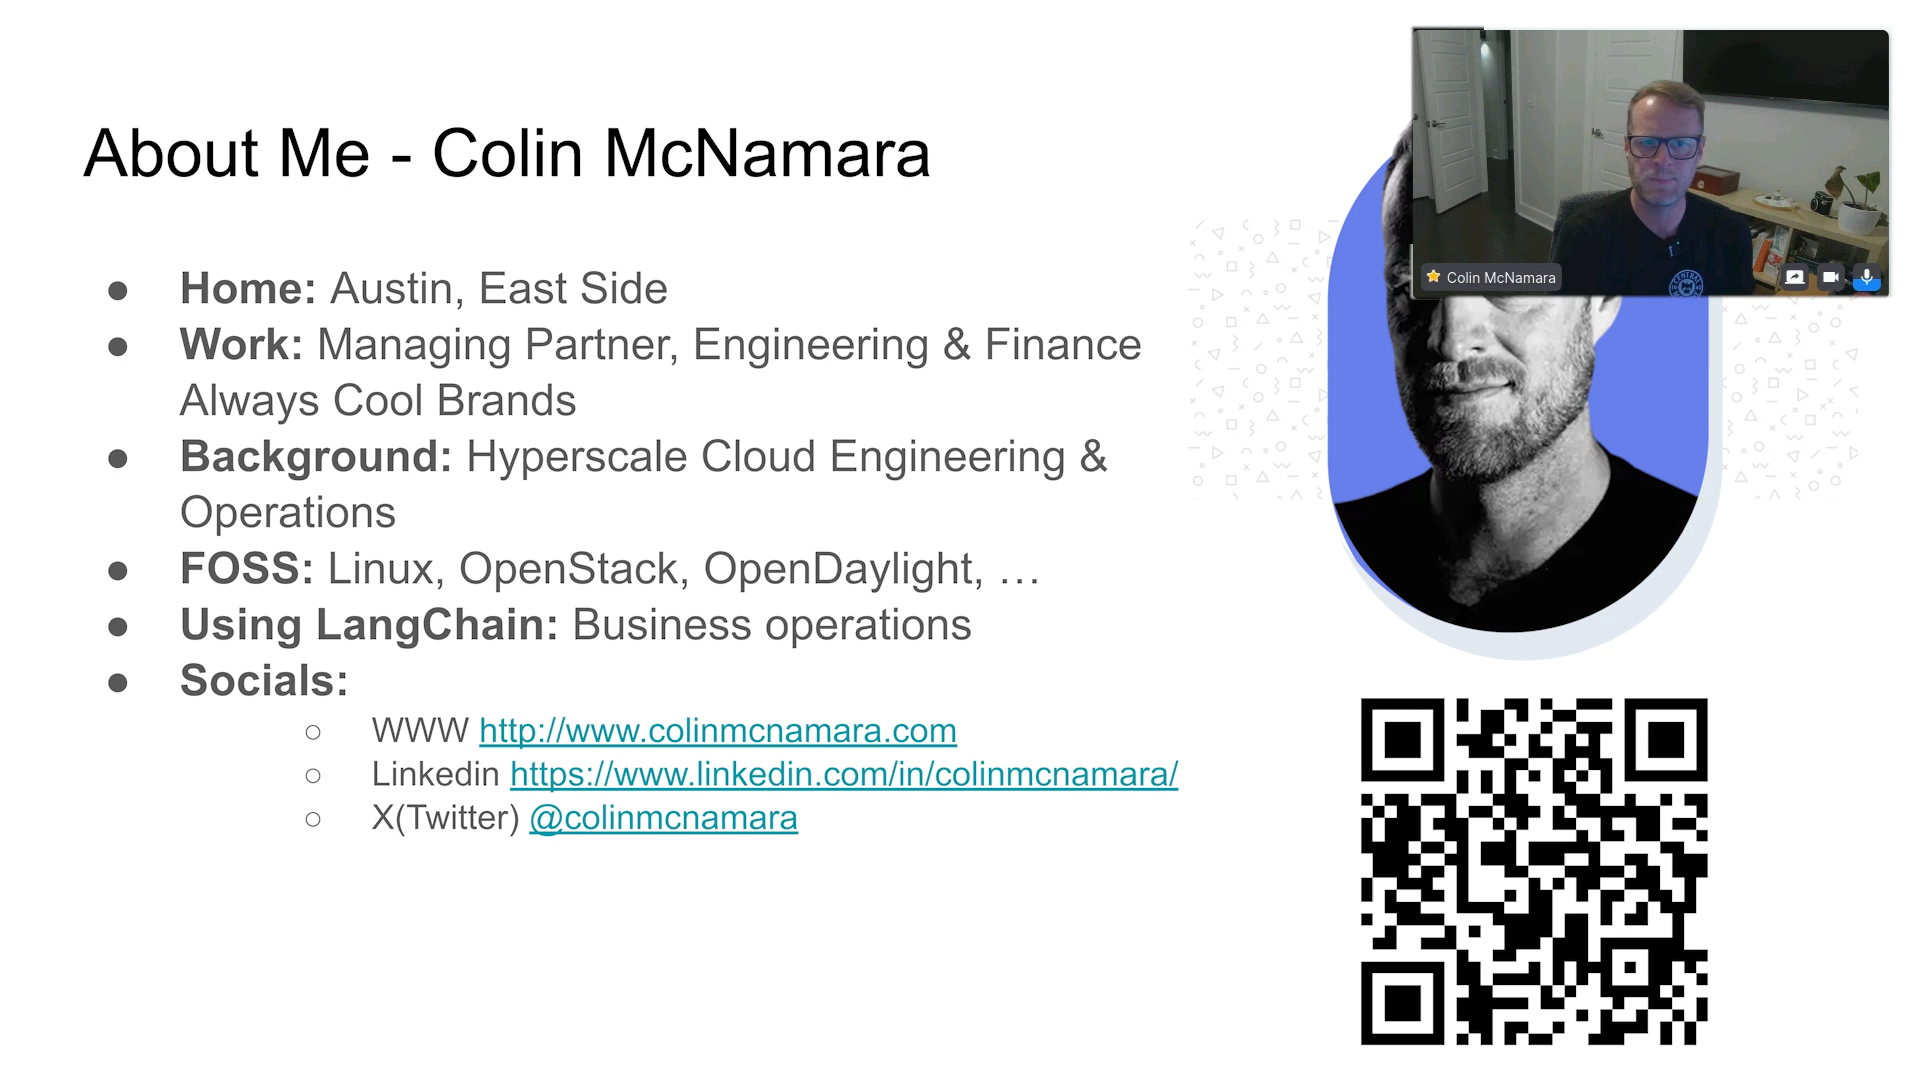 About Me - Colin McNamara
● Home: Austin, East Side
● Work: Managing Partner, Engineering & Finance
Always Cool Brands
● Background: Hyperscale Cloud Engineering &
Operations
● FOSS: Linux, OpenStack, OpenDaylight, …
● Using LangChain: Business operations
● Socials:
○ WWW http://www.colinmcnamara.com
○ Linkedin https://www.linkedin.com/in/colinmcnamara/
○ X(Twitter) @colinmcnamara
Colin McNamara
CENTRAL